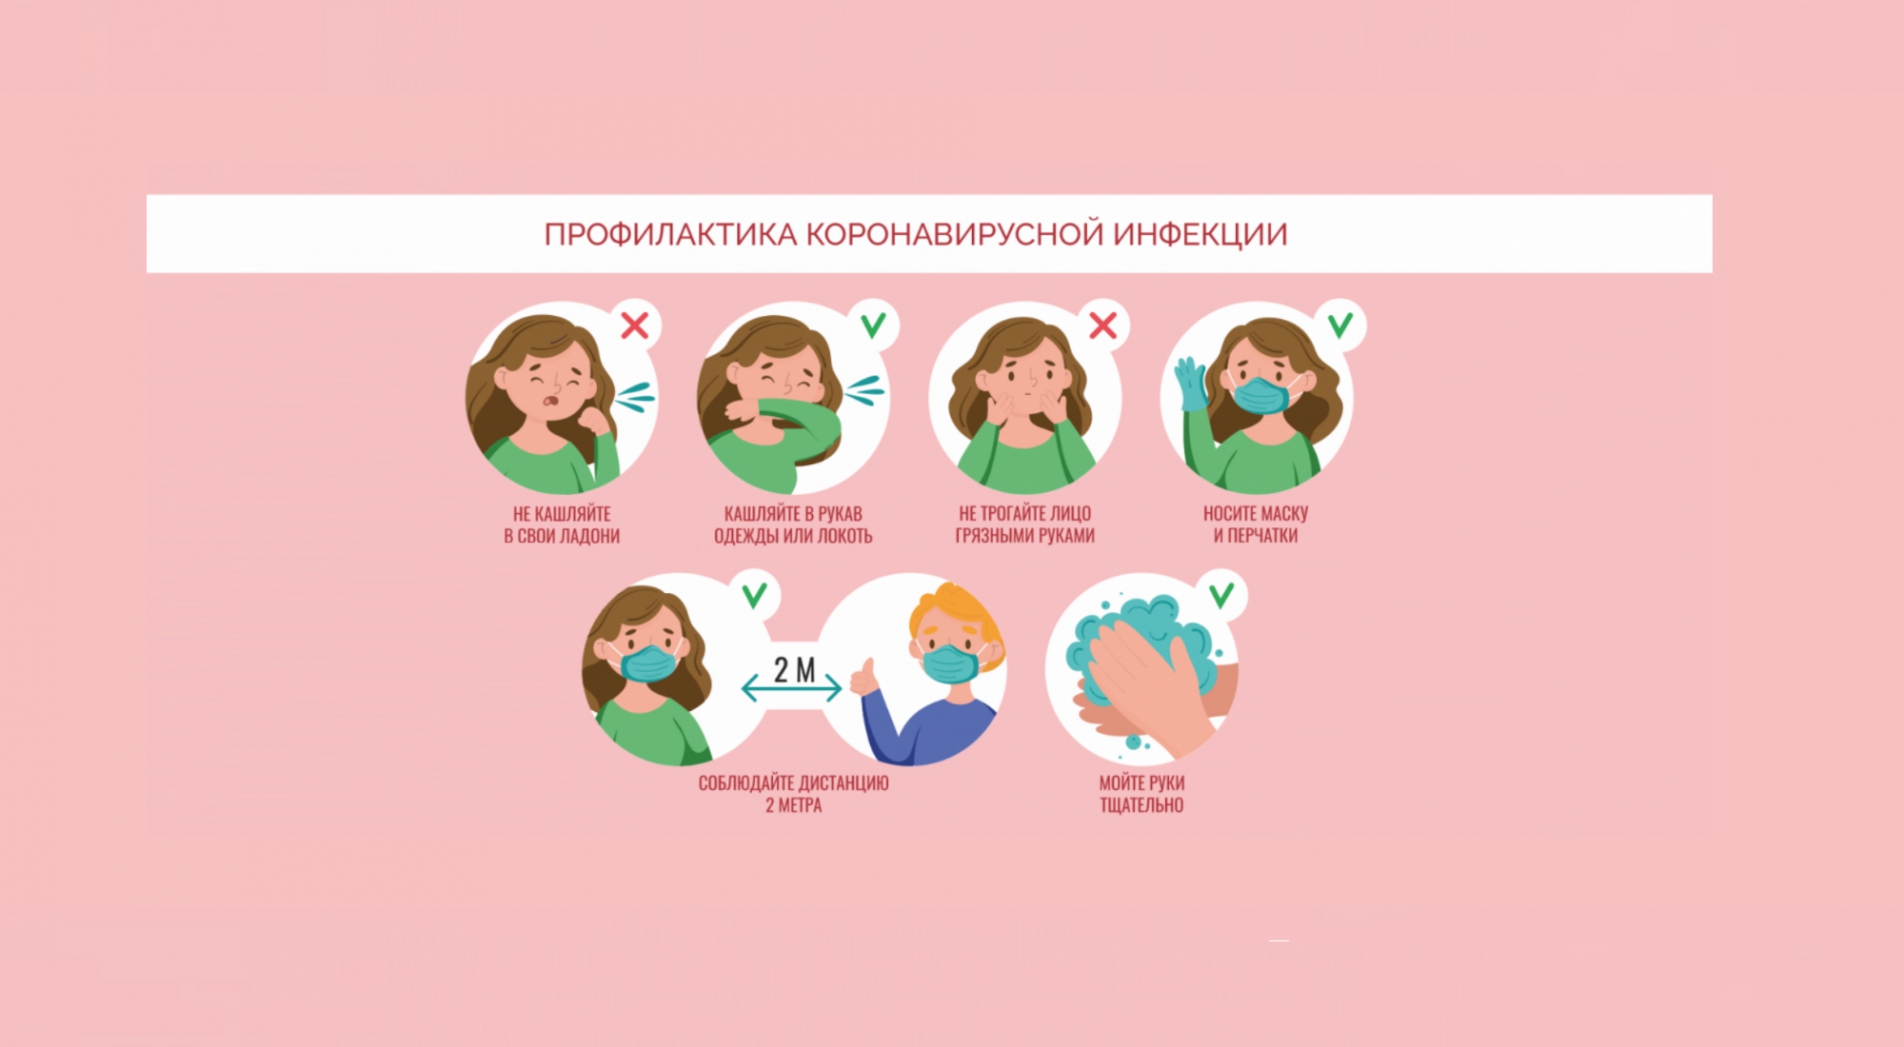 ПРОФИЛАКТИКА КОРОНАВИРУСНОЙ ИНФЕКЦИИ
НЕ КАШЛЯЙТЕ
В СВОИ ЛАДОНИ
КАШЛЯЙТЕ В РУКАВ
ОДЕЖДЫ ИЛИ ЛОКОТЬ
НЕ ТРОГАЙТЕ ЛИЦО
ГРЯЗНЫМИ РУКАМИ
НОСИТЕ МАСКУ
И ПЕРЧАТКИ
2 М
СОБЛЮДАЙТЕ ДИСТАНЦИЮ
2 МЕТРА
МОЙТЕ РУКИ
ТЩАТЕЛЬНО